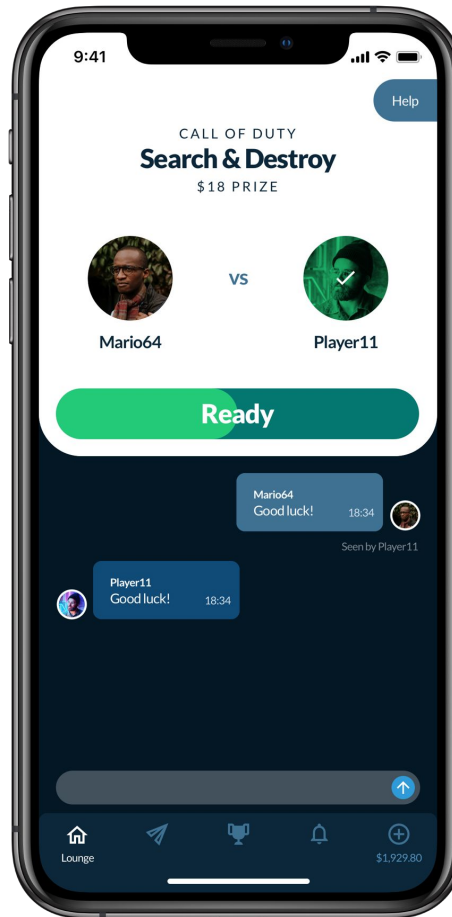 9:41
Help
CALL OF DUTY
Search & Destroy
$18 PRIZE
VS
Mario64
Player11
Ready
Mario64
Good luck!
18:34
Seen by Player11
Player11
Good luck!
18:34
Lounge
$1,929.80